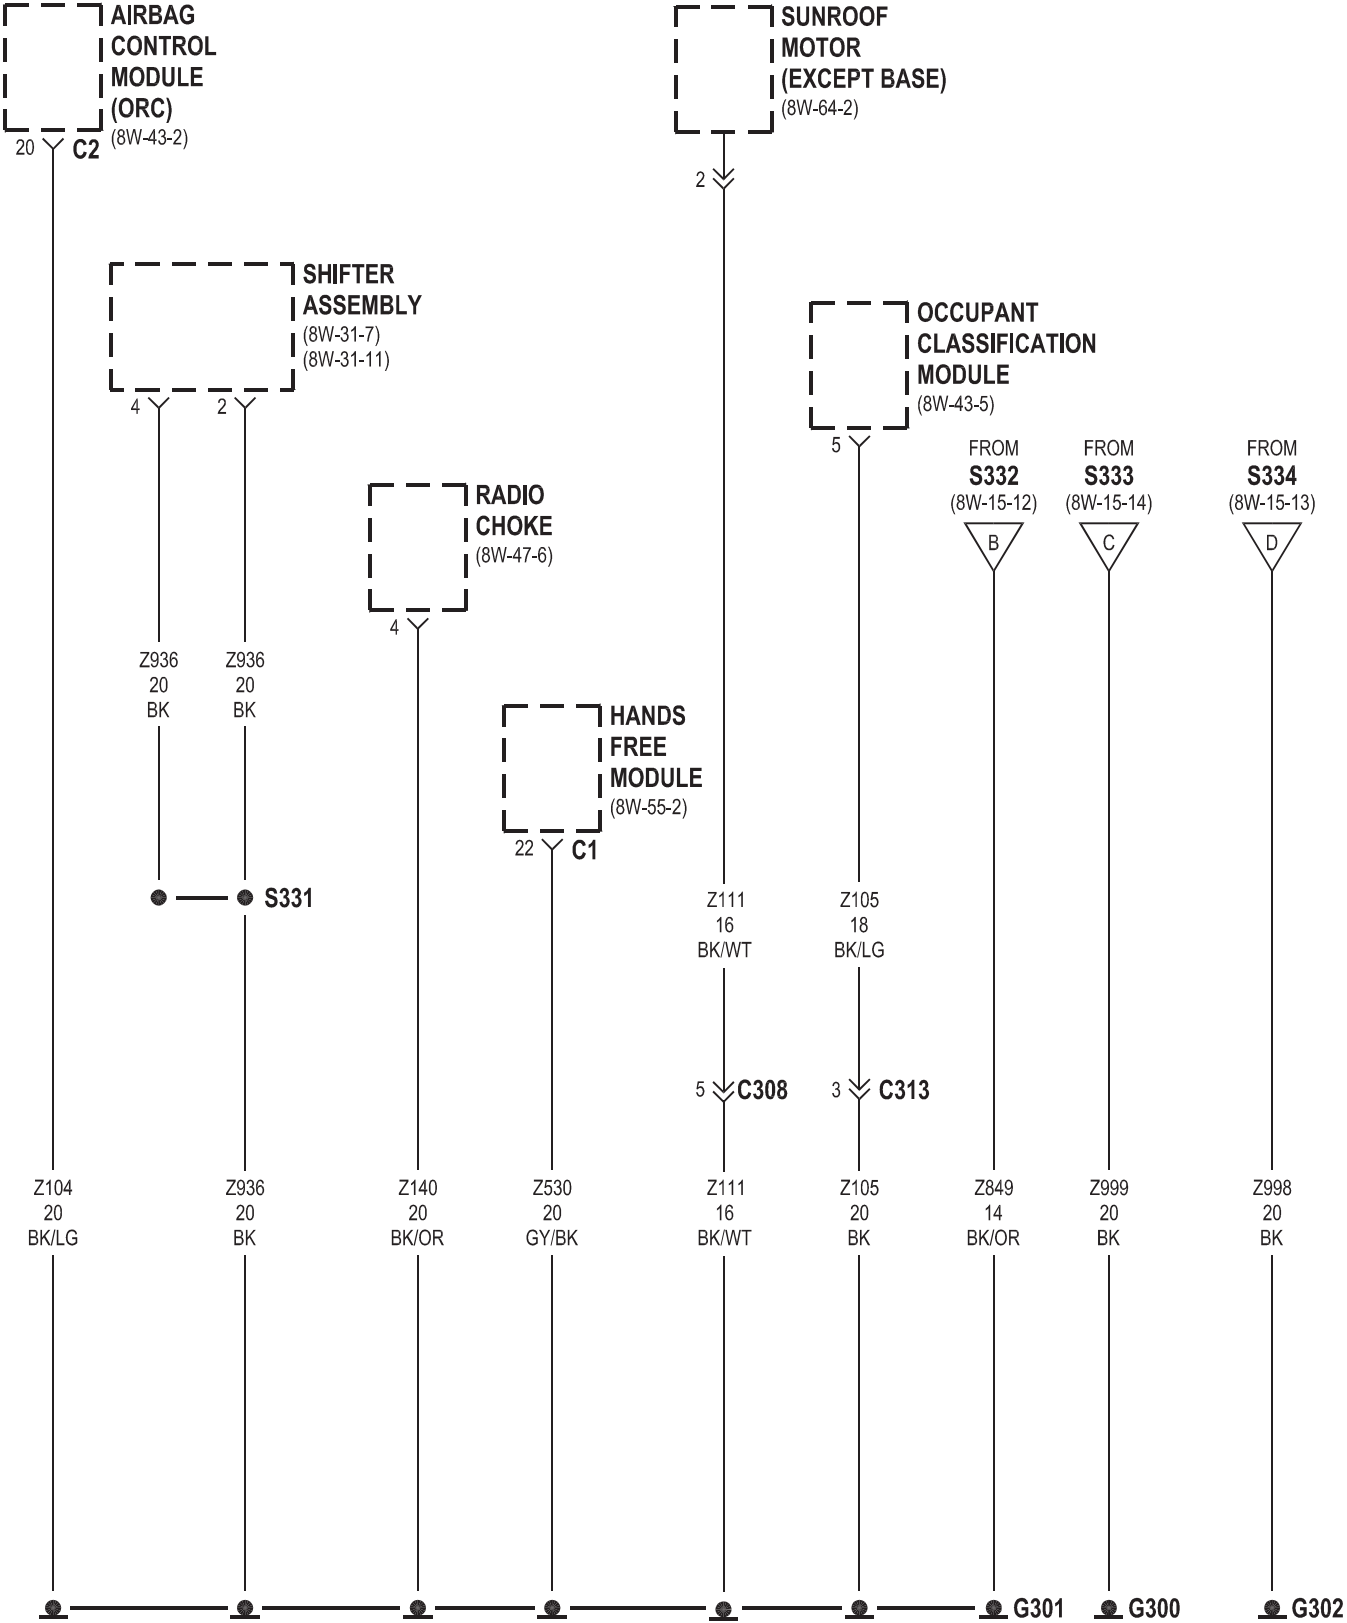 AIRBAG
CONTROL
MODULE
(ORC)
(8W-43-2)
20
C2
SUNROOF
MOTOR
(EXCEPT BASE)
(8W-64-2)
2
SHIFTER
ASSEMBLY
(8W-31-7)
(8W-31-11)
4
2
OCCUPANT
CLASSIFICATION
MODULE
(8W-43-5)
5
FROM
S332
(8W-15-12)
B
FROM
S333
(8W-15-14)
C
FROM
S334
(8W-15-13)
D
RADIO
CHOKE
(8W-47-6)
4
Z936
20
BK
Z936
20
BK
HANDS
FREE
MODULE
(8W-55-2)
22
C1
S331
Z111
16
BK/WT
Z105
18
BK/LG
5
C308
3
C313
Z104
20
BK/LG
Z936
20
BK
Z140
20
BK/OR
Z530
20
GY/BK
Z111
16
BK/WT
Z105
20
BK
Z849
14
BK/OR
Z999
20
BK
Z998
20
BK
G301
G300
G302